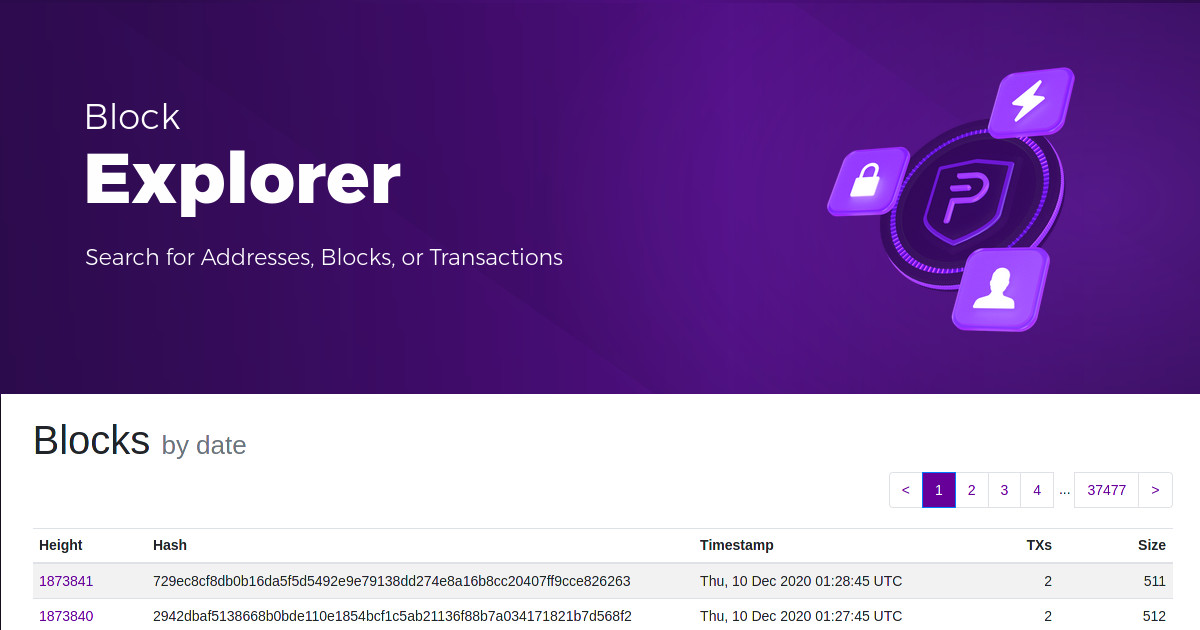 Block
Explorer
Search for Addresses, Blocks, or Transactions
Blocks by date
< 1 2 3 4 ... 37477 >
Height Hash Timestamp TXs Size
1873841 729ec8cf8db0b16da5f5d5492e9e79138dd274e8a16b8cc20407ff9cce826263 Thu, 10 Dec 2020 01:28:45 UTC 2 511
1873840 2942dbaf5138668b0bde110e1854bcf1c5ab21136f88b7a034171821b7d568f2 Thu, 10 Dec 2020 01:27:45 UTC 2 512